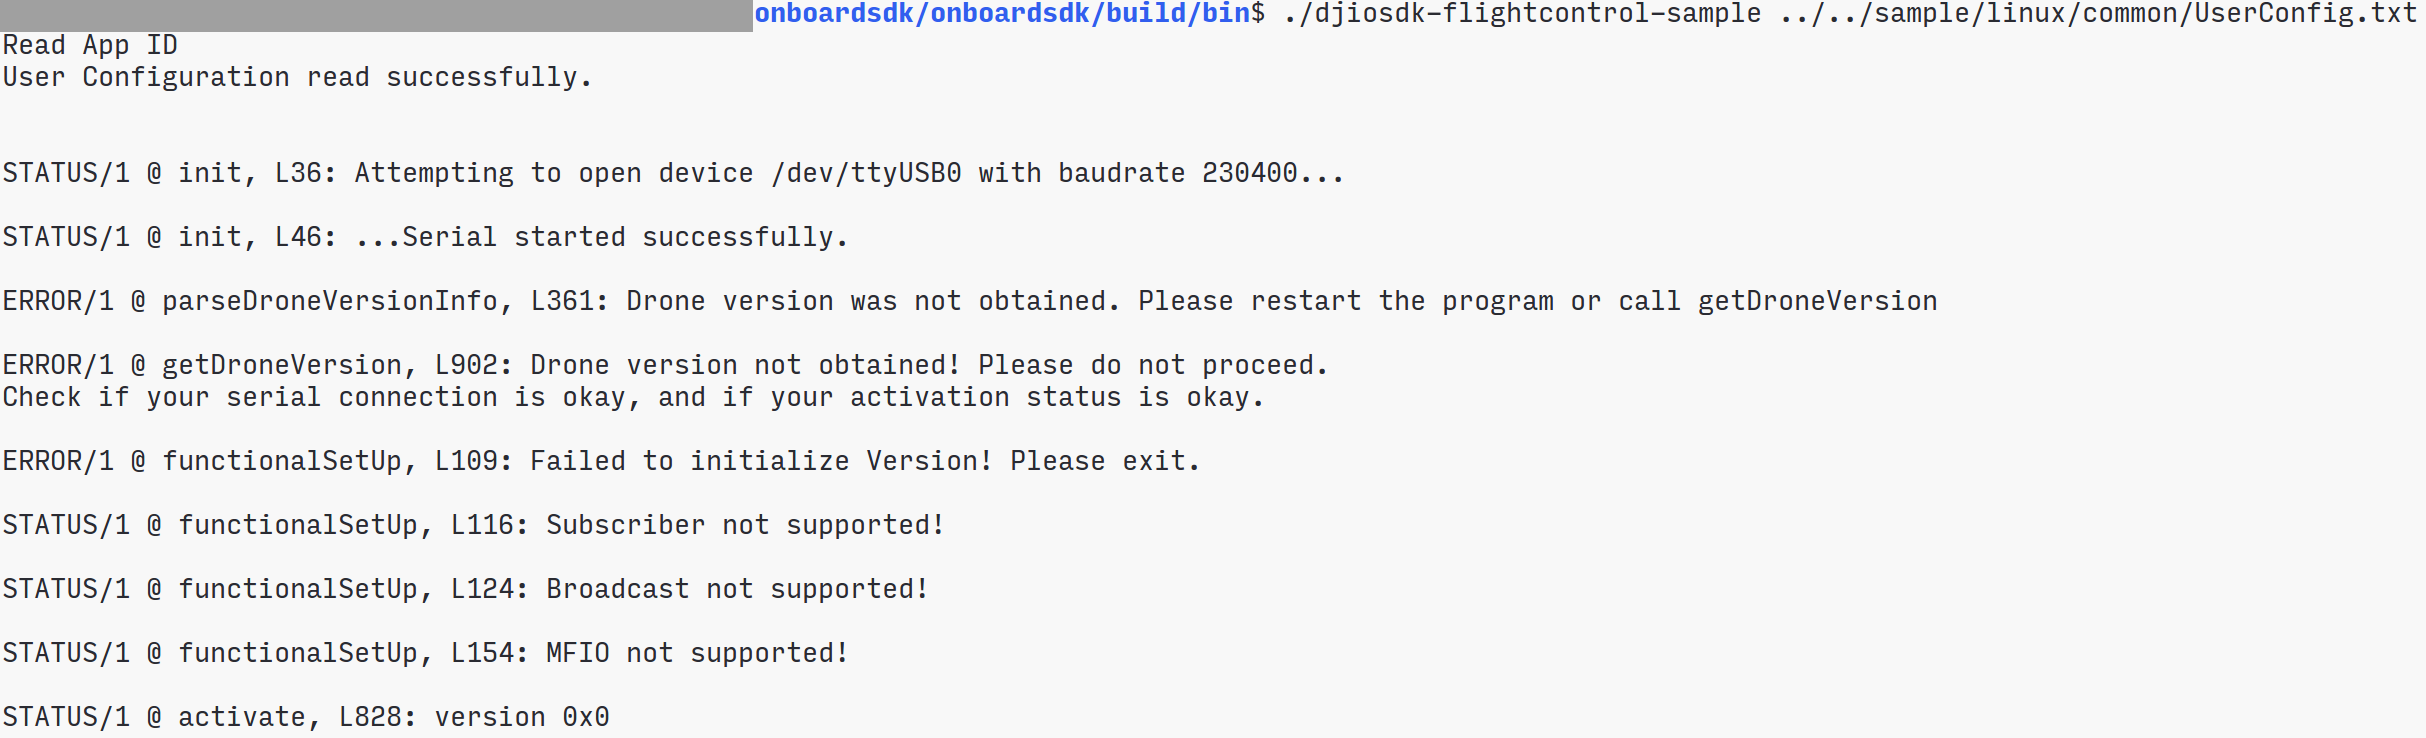 onboardsdk/onboardsdk/build/bin$ ./djiosdk-flightcontrol-sample ../../sample/linux/common/UserConfig.txt
Read App ID
User Configuration read successfully.
STATUS/1 @ init, L36: Attempting to open device /dev/ttyUSB0 with baudrate 230400...
STATUS/1 @ init, L46: ...Serial started successfully.
ERROR/1 @ parseDroneVersionInfo, L361: Drone version was not obtained. Please restart the program or call getDroneVersion
ERROR/1 @ getDroneVersion, L902: Drone version not obtained! Please do not proceed.
Check if your serial connection is okay, and if your activation status is okay.
ERROR/1 @ functionalSetUp, L109: Failed to initialize Version! Please exit.
STATUS/1 @ functionalSetUp, L116: Subscriber not supported!
STATUS/1 @ functionalSetUp, L124: Broadcast not supported!
STATUS/1 @ functionalSetUp, L154: MFIO not supported!
STATUS/1 @ activate, L828: version 0x0